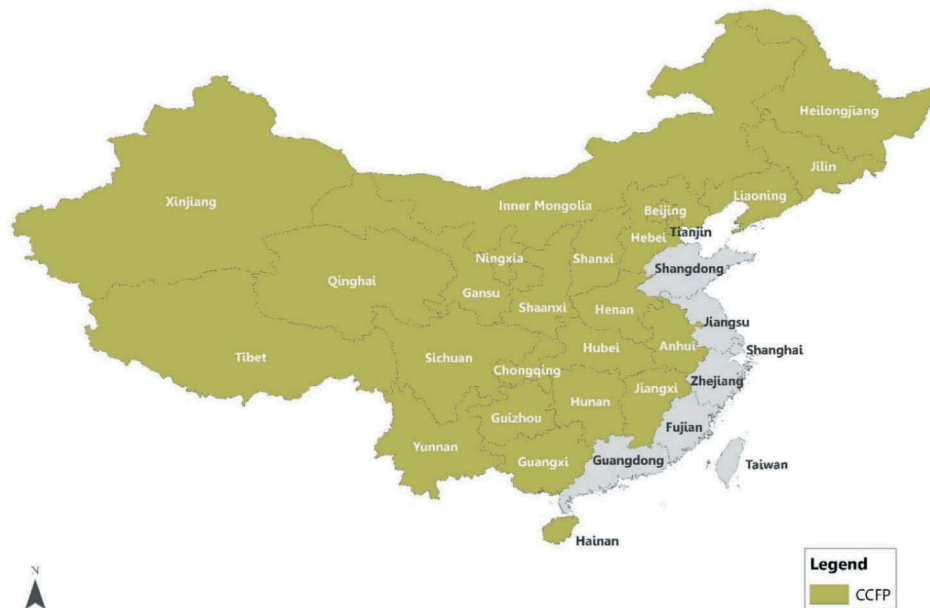 Heilongjiang
Jilin
Xinjiang
Liaoning
Inner Mongolia
Beijing
Tianjin
Hebei
Ningxia
Shanxi
Shangdong
Qinghai
Gansu
Shaanxi
Henan
Jiangsu
Tibet
Sichuan
Hubei
Anhui
Shanghai
Chongqing
Zhejiang
Hunan
Jiangxi
Guizhou
Fujian
Yunnan
Guangxi
Guangdong
Taiwan
Hainan
N
Legend
CCFP